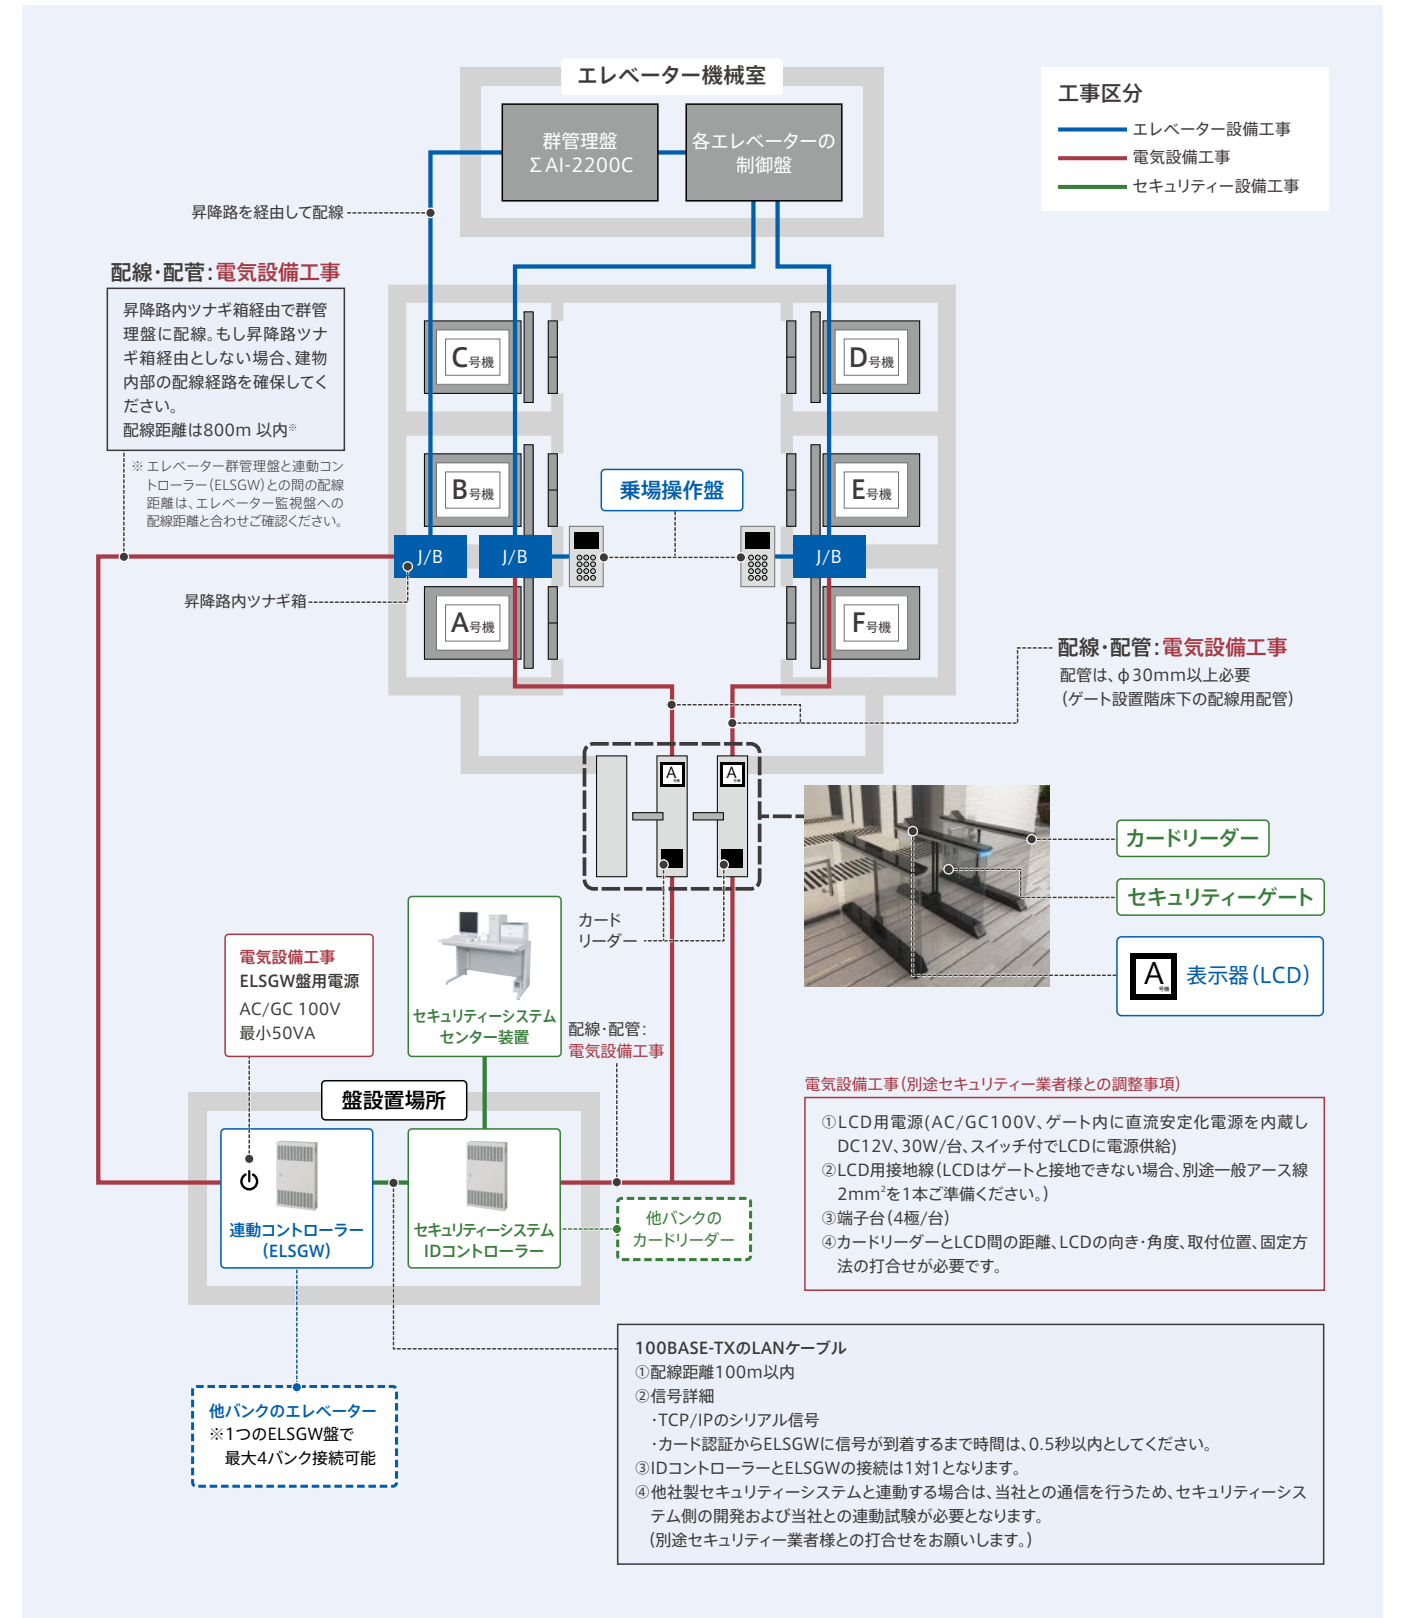 エレベーター機械室
群管理盤
ΣAI-2200C
各エレベーターの
制御盤
工事区分
エレベーター設備工事
電気設備工事
セキュリティー設備工事
昇降路を経由して配線
配線・配菅：電気設備工事
昇降路内ツナギ箱経由で群管
理盤に配線。もし昇降路ツナ
ギ箱経由としない場合、建物
内部の配線経路を確保してく
ださい。
配線距離は800m 以内※
※エレベーター群管理盤と連動コン
トローラー（ELSGW）との間の配線
距離は、エレベーター監視盤への
配線距離と合わせご確認ください。
C号機
D号機
B号機
E号機
乗場操作盤
J/B
J/B
J/B
昇降路内ツナギ箱
A号機
F号機
配線・配管：電気設備工事
配管は、φ30mm以上必要
（ゲート設置階床下の配線用配管）
A号機
A号機
カードリーダー
セキュリティーゲート
A号機
表示器（LCD）
カード
リーダー
電気設備工事
ELSGW盤用電源
AC/GC 100V
最小50VA
セキュリティーシステム
センター装置
配線・配管：
電気設備工事
盤設置場所
連動コントローラー
（ELSGW）
セキュリティーシステム
IDコントローラー
他バンクの
カードリーダー
電気設備工事（別途セキュリティー業者様との調整事項）
①LCD用電源(AC/GC100V、ゲート内に直流安定化電源を内蔵し
DC12V、30W/台、スイッチ付でLCDに電源供給)
②LCD用接地線（LCDはゲートと接地できない場合、別途一般アース線
2mm²を1本ご準備ください。）
③端子台（4極/台）
④カードリーダーとLCD間の距離、LCDの向き・角度、取付位置、固定方
法の打合せが必要です。
他バンクのエレベーター
※1つのELSGW盤で
最大4バンク接続可能
100BASE-TXのLANケーブル
①配線距離100m以内
②信号詳細
・TCP/IPのシリアル信号
・カード認証からELSGWに信号が到着するまで時間は、0.5秒以内としてください。
③IDコントローラーとELSGWの接続は1対1となります。
④他社製セキュリティーシステムと連動する場合は、当社との通信を行うため、セキュリティーシス
テム側の開発および当社との連動試験が必要となります。
（別途セキュリティー業者様との打合せをお願いします。）